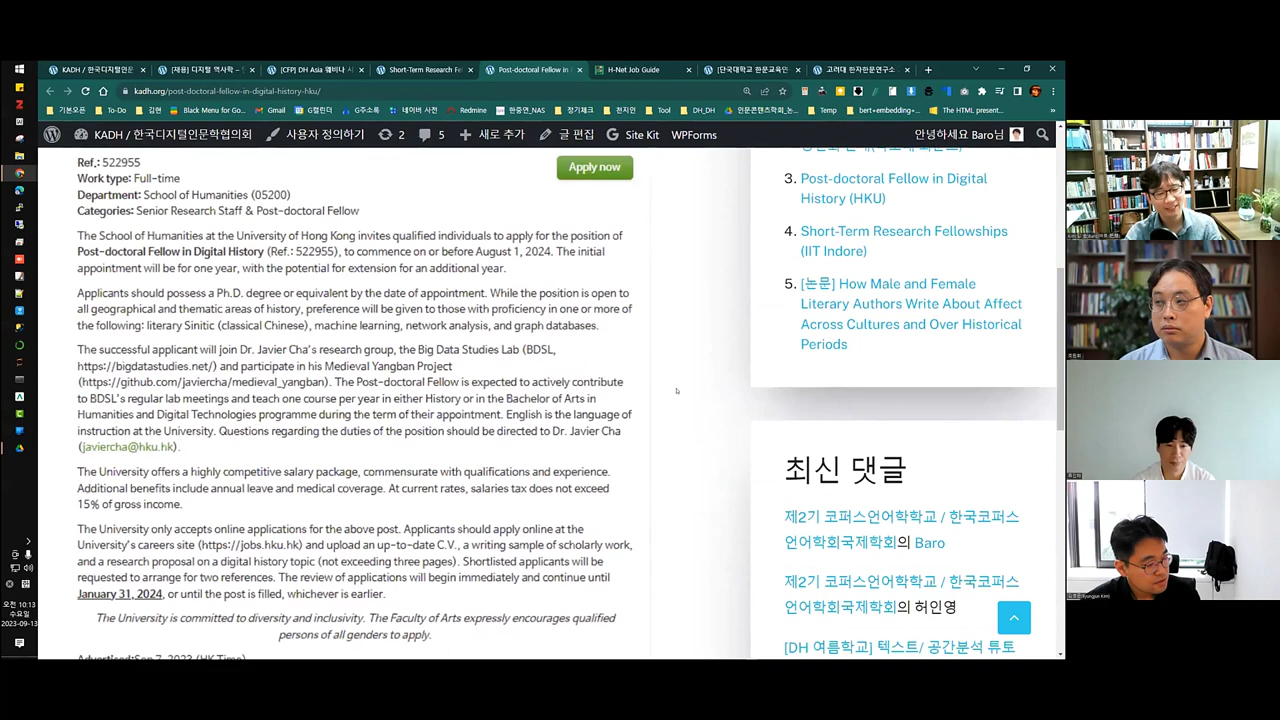 KADH / 한국디지털인문
[채용] 디지털 역사학 –
[CFP] DH Asia 웨비나 시
Short-Term Research Fe
Post-doctoral Fellow in
H-Net Job Guide
[단국대학교 한문교육연
고려대 한자한문연구소
kadh.org/post-doctoral-fellow-in-digital-history-hku/
기본오픈 To-Do 김현 Black Menu for Goo... Gmail G캘린더 G주소록 네이버 사전 Redmine 한중연_NAS 정기체크 천지인 Tool DH_DH 인문콘텐츠학회_논... Temp bert+embedding+... The HTML present...
KADH / 한국디지털인문학협의회 사용자 정의하기 2 5 새로 추가 글 편집 Site Kit WPForms 안녕하세요 Baro님
Ref.: 522955
Apply now
Work type: Full-time
Department: School of Humanities (05200)
Categories: Senior Research Staff & Post-doctoral Fellow
The School of Humanities at the University of Hong Kong invites qualified individuals to apply for the position of
Post-doctoral Fellow in Digital History (Ref.: 522955), to commence on or before August 1, 2024. The initial
appointment will be for one year, with the potential for extension for an additional year.
Applicants should possess a Ph.D. degree or equivalent by the date of appointment. While the position is open to
all geographical and thematic areas of history, preference will be given to those with proficiency in one or more of
the following: literary Sinitic (classical Chinese), machine learning, network analysis, and graph databases.
The successful applicant will join Dr. Javier Cha's research group, the Big Data Studies Lab (BDSL,
https://bigdatastudies.net/) and participate in his Medieval Yangban Project
(https://github.com/javiercha/medieval_yangban). The Post-doctoral Fellow is expected to actively contribute
to BDSL's regular lab meetings and teach one course per year in either History or in the Bachelor of Arts in
Humanities and Digital Technologies programme during the term of their appointment. English is the language of
instruction at the University. Questions regarding the duties of the position should be directed to Dr. Javier Cha
(javiercha@hku.hk).
The University offers a highly competitive salary package, commensurate with qualifications and experience.
Additional benefits include annual leave and medical coverage. At current rates, salaries tax does not exceed
15% of gross income.
The University only accepts online applications for the above post. Applicants should apply online at the
University's careers site (https://jobs.hku.hk) and upload an up-to-date C.V., a writing sample of scholarly work,
and a research proposal on a digital history topic (not exceeding three pages). Shortlisted applicants will be
requested to arrange for two references. The review of applications will begin immediately and continue until
January 31, 2024, or until the post is filled, whichever is earlier.
The University is committed to diversity and inclusivity. The Faculty of Arts expressly encourages qualified
persons of all genders to apply.
Advertised: Sep 7, 2023 (HK Time)
3. Post-doctoral Fellow in Digital
History (HKU)
4. Short-Term Research Fellowships
(IIT Indore)
5. [논문] How Male and Female
Literary Authors Write About Affect
Across Cultures and Over Historical
Periods
최신 댓글
제2기 코퍼스언어학학교 / 한국코퍼스
언어학회국제학회의 Baro
제2기 코퍼스언어학학교 / 한국코퍼스
언어학회국제학회의 허인영
[DH 여름학교] 텍스트/ 공간분석 튜토
오전 10:13
수요일
2023-09-13